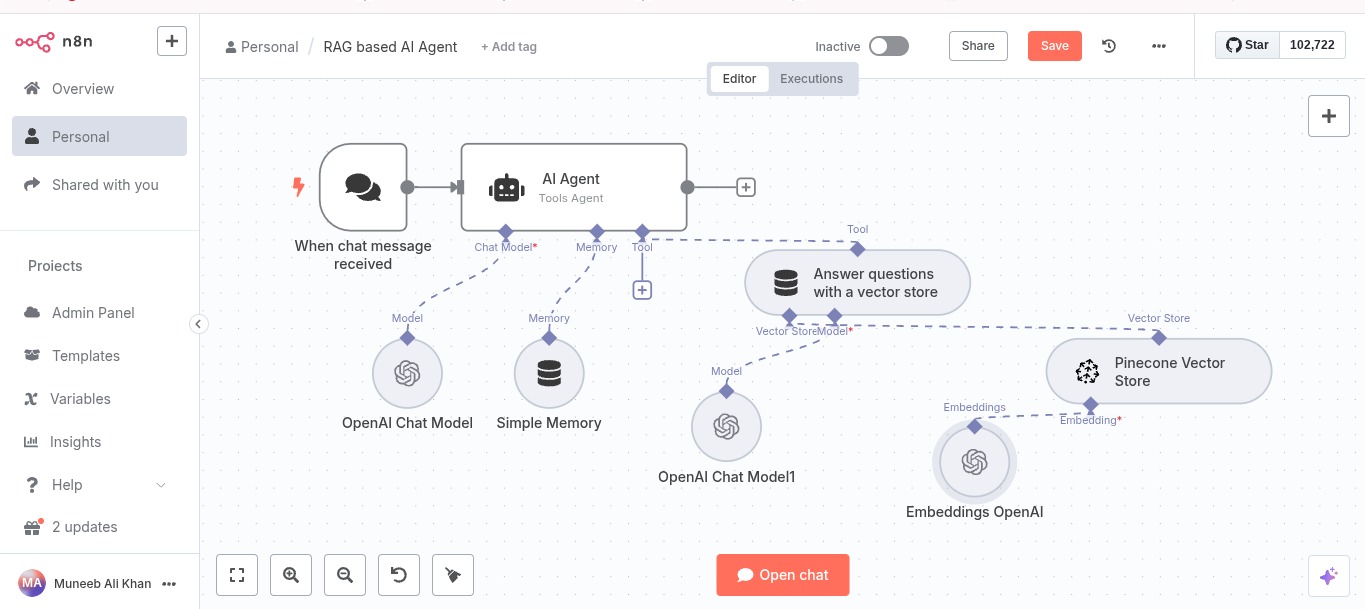 n8n
Personal / RAG based AI Agent + Add tag
Inactive
Share
Save
Star 102,722
Editor Executions
Overview
Personal
Shared with you
Projects
Admin Panel
Templates
Variables
Insights
Help
2 updates
MA Muneeb Ali Khan
When chat message
received
AI Agent
Tools Agent
Chat Model*
Memory
Tool
Tool
Answer questions
with a vector store
Vector Store
Model*
Model
OpenAI Chat Model
Memory
Simple Memory
Model
OpenAI Chat Model1
Vector Store
Pinecone Vector
Store
Embedding*
Embeddings
Embeddings OpenAI
Open chat